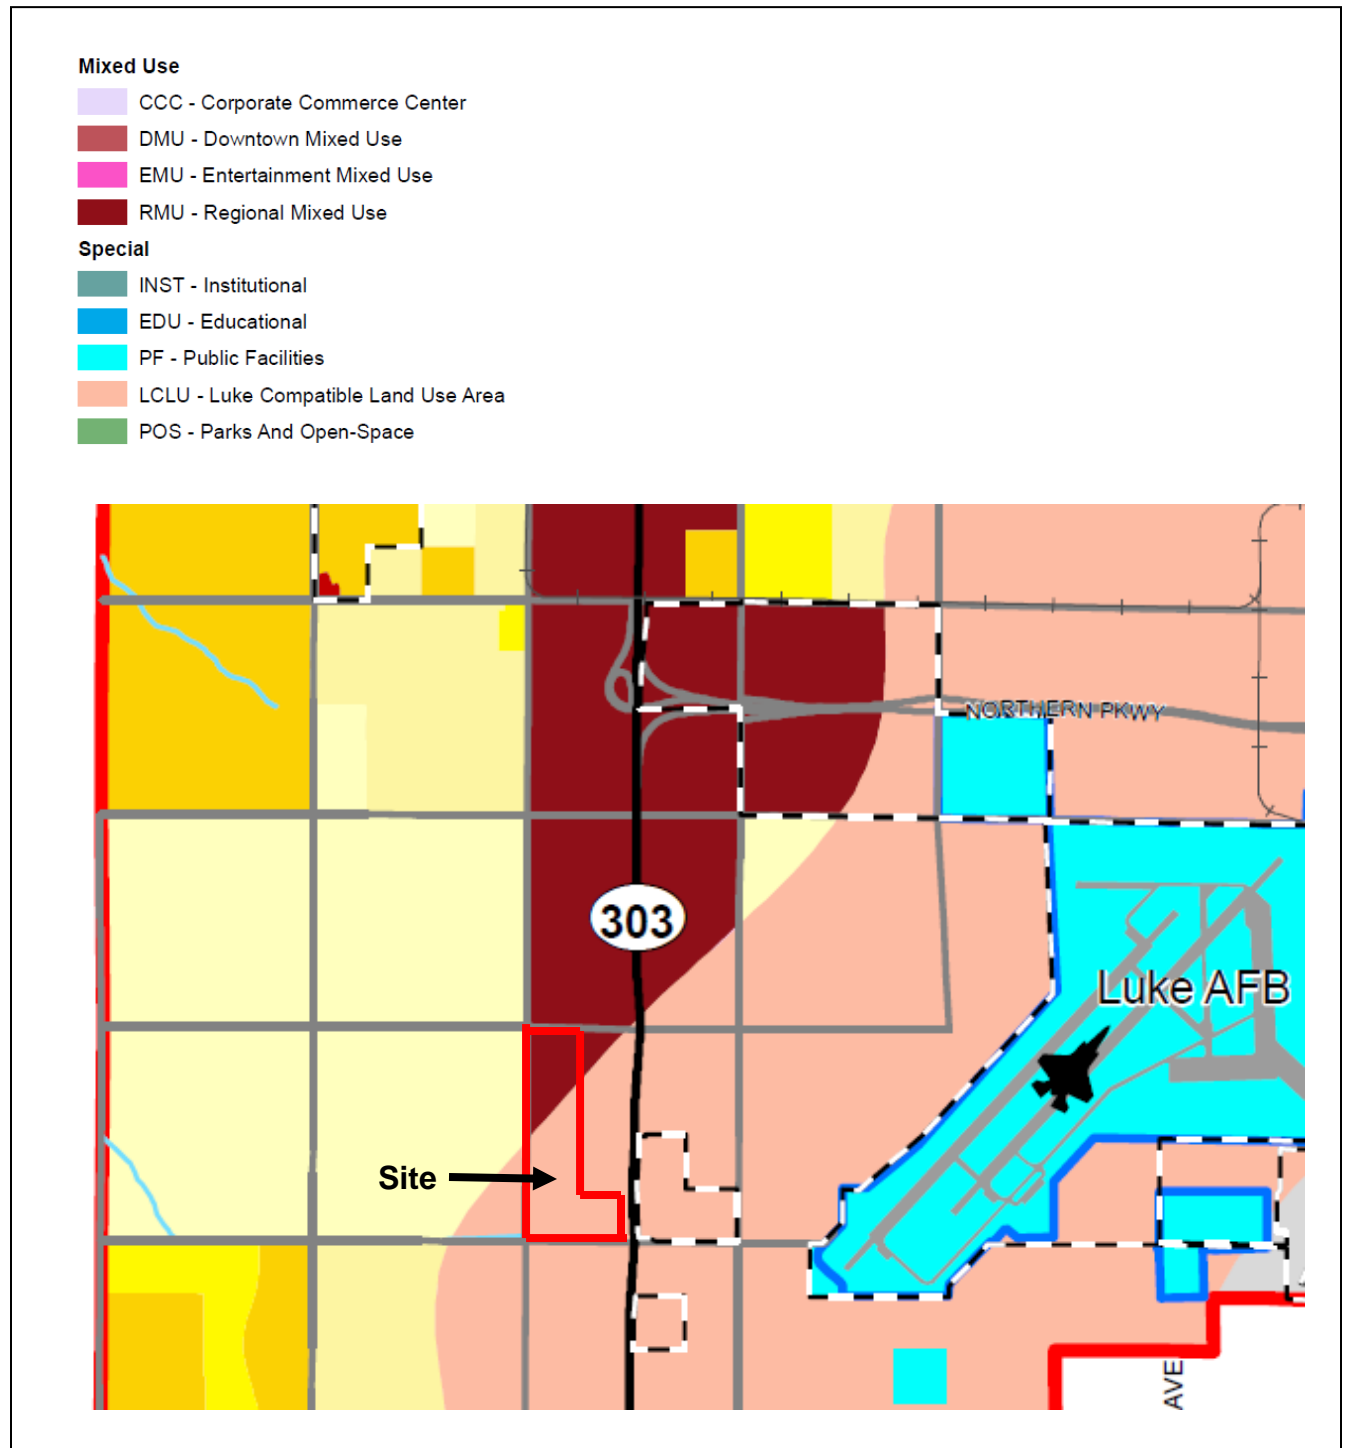 Mixed Use
CCC - Corporate Commerce Center
DMU - Downtown Mixed Use
EMU - Entertainment Mixed Use
RMU - Regional Mixed Use
Special
INST - Institutional
EDU - Educational
PF - Public Facilities
LCLU - Luke Compatible Land Use Area
POS - Parks And Open-Space
NORTHERN PKWY
303
Luke AFB
Site
AVE